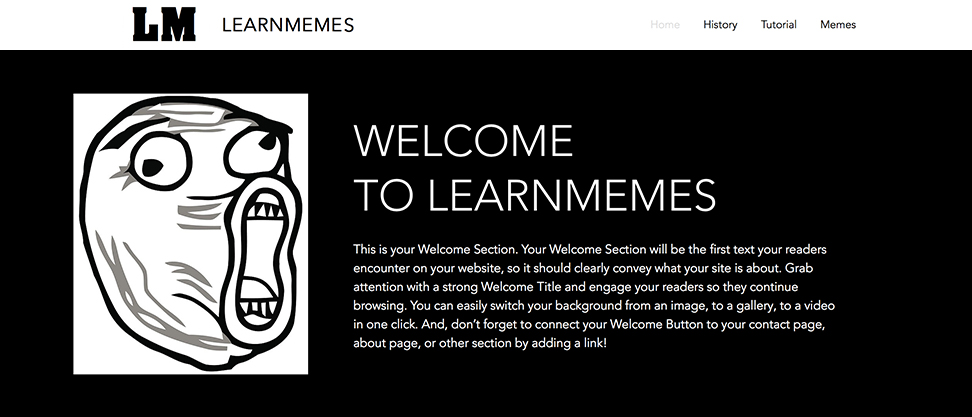 LM LEARNMEMES Home History Tutorial Memes
WELCOME
TO LEARNMEMES
This is your Welcome Section. Your Welcome Section will be the first text your readers
encounter on your website, so it should clearly convey what your site is about. Grab
attention with a strong Welcome Title and engage your readers so they continue
browsing. You can easily switch your background from an image, to a gallery, to a video
in one click. And, don’t forget to connect your Welcome Button to your contact page,
about page, or other section by adding a link!